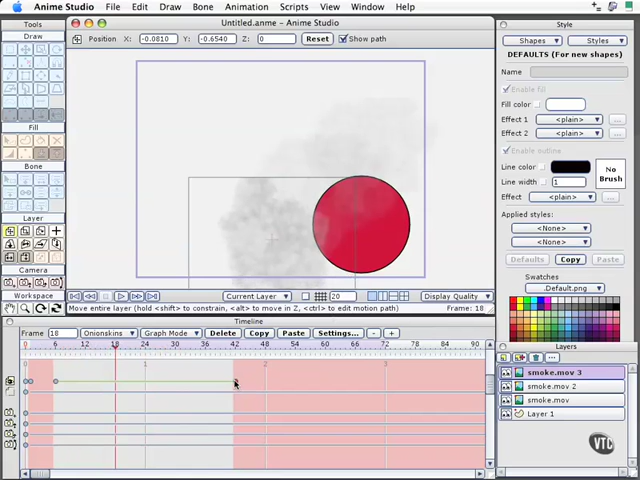 Anime Studio File Edit Draw Bone Animation Scripts View Window Help
Untitled.anme - Anime Studio
Tools
Draw
Fill
Bone
Layer
Camera
Workspace
Position X: -0.0810 Y: -0.6540 Z: 0 Reset Show path
Current Layer 20 Display Quality
Move entire layer (hold <shift> to constrain, <alt> to move in Z, <ctrl> to edit motion path) Frame: 18
Timeline
Frame 18 Onionskins Graph Mode Delete Copy Paste Settings... - +
0 6 12 18 24 30 36 42 48 54 60 66 72 78 84 90
0 1 2 3
Style
Shapes Styles
DEFAULTS (For new shapes)
Name
Enable fill
Fill color
Effect 1 <plain> ...
Effect 2 <plain> ...
Enable outline
Line color
Line width 1
No Brush
Effect <plain> ...
Applied styles:
<None>
<None>
Defaults Copy Paste
Swatches
.Default.png
Layers
smoke.mov 3
smoke.mov 2
smoke.mov
Layer 1
VTC